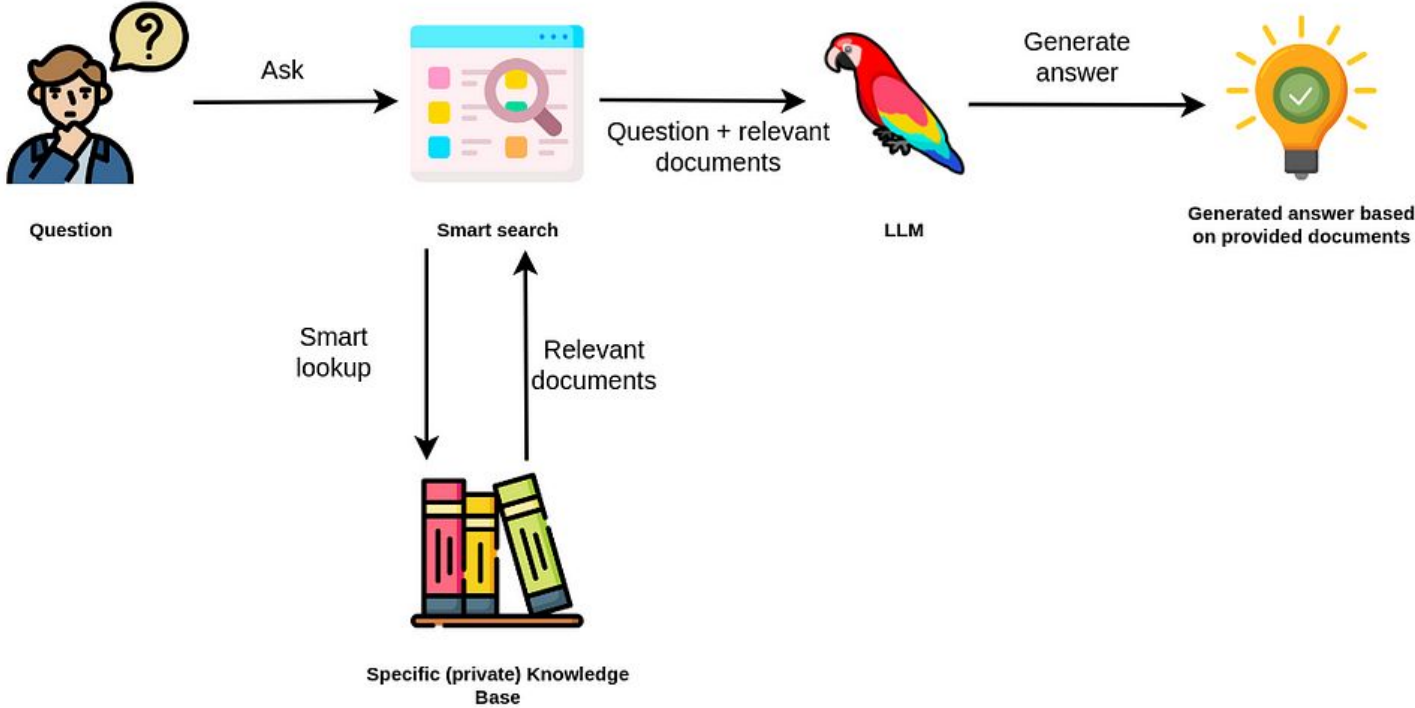 ?
Ask
Question + relevant
documents
Generate
answer
Question
Smart search
LLM
Generated answer based
on provided documents
Smart
lookup
Relevant
documents
Specific (private) Knowledge
Base